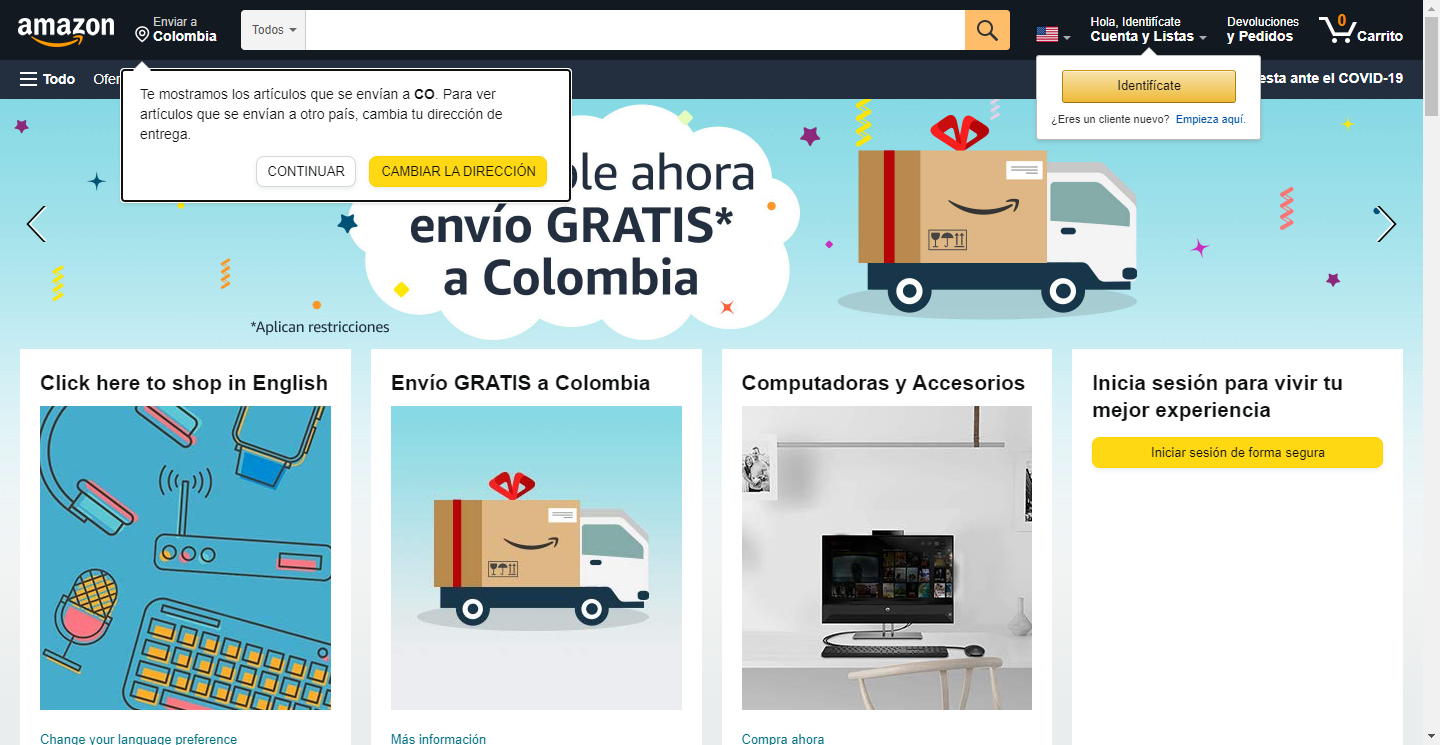 amazon
Enviar a
Colombia
Todos
Hola, Identifícate
Cuenta y Listas
Devoluciones
y Pedidos
0
Carrito
Todo
Ofer
esta ante el COVID-19
Te mostramos los artículos que se envían a CO. Para ver
artículos que se envían a otro país, cambia tu dirección de
entrega.
CONTINUAR
CAMBIAR LA DIRECCIÓN
Identifícate
¿Eres un cliente nuevo? Empieza aquí.
ble ahora
envío GRATIS*
a Colombia
*Aplican restricciones
Click here to shop in English
Envío GRATIS a Colombia
Computadoras y Accesorios
Inicia sesión para vivir tu
mejor experiencia
Iniciar sesión de forma segura
Change your language preference
Más información
Compra ahora